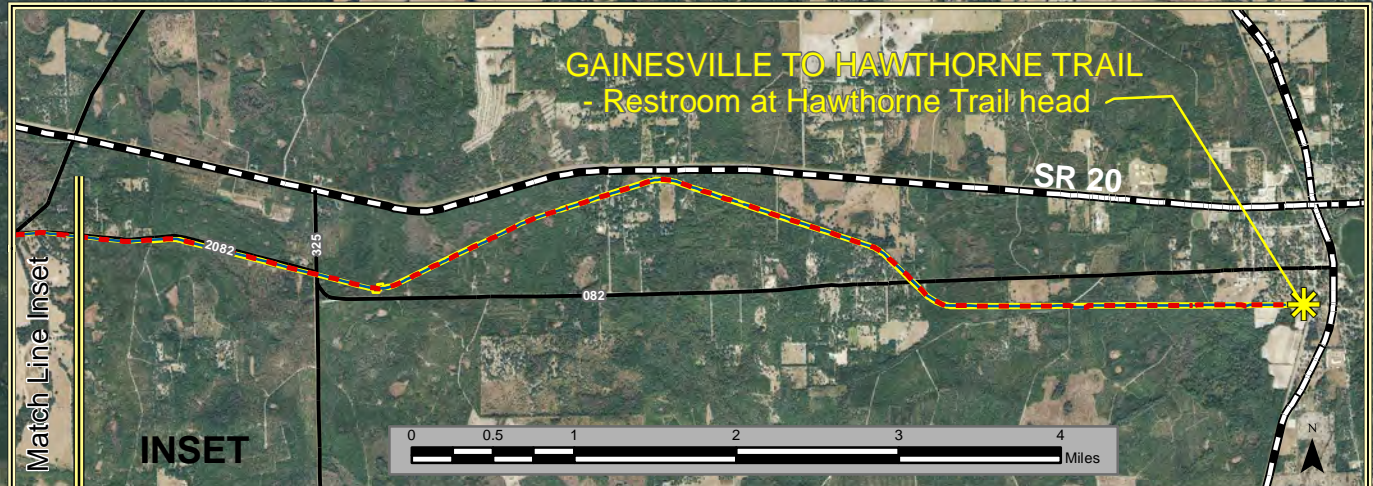 GAINESVILLE TO HAWTHORNE TRAIL
- Restroom at Hawthorne Trail head
SR 20
2082
325
082
Match Line Inset
INSET
0 0.5 1 2 3 4
Miles
N